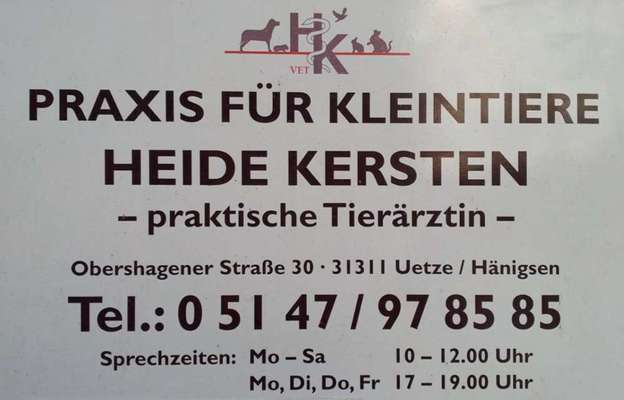 HK
VET
PRAXIS FÜR KLEINTIERE
HEIDE KERSTEN
– praktische Tierärztin –
Obershagener Straße 30 · 31311 Uetze / Hänigsen
Tel.: 0 51 47 / 97 85 85
Sprechzeiten: Mo – Sa 10 – 12.00 Uhr
Mo, Di, Do, Fr 17 – 19.00 Uhr